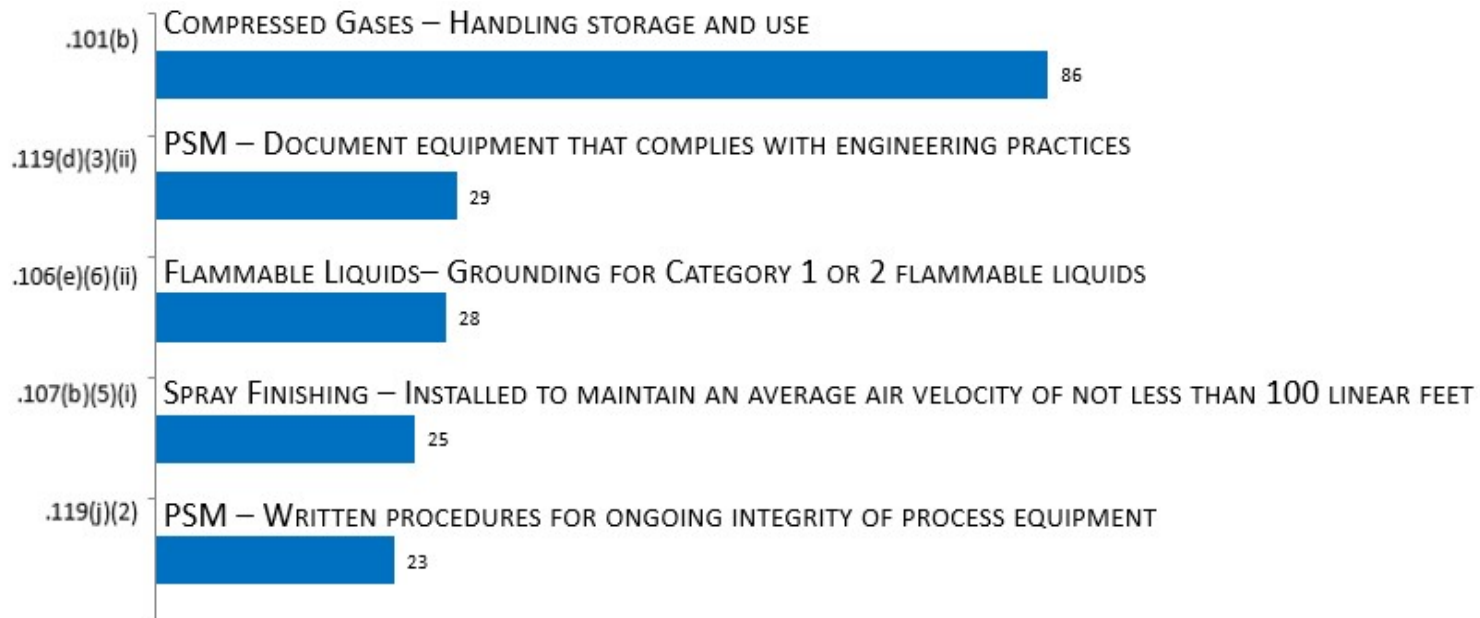 .101(b)
COMPRESSED GASES – HANDLING STORAGE AND USE
86
.119(d)(3)(ii)
PSM – DOCUMENT EQUIPMENT THAT COMPLIES WITH ENGINEERING PRACTICES
29
.106(e)(6)(ii)
FLAMMABLE LIQUIDS– GROUNDING FOR CATEGORY 1 OR 2 FLAMMABLE LIQUIDS
28
.107(b)(5)(i)
SPRAY FINISHING – INSTALLED TO MAINTAIN AN AVERAGE AIR VELOCITY OF NOT LESS THAN 100 LINEAR FEET
25
.119(j)(2)
PSM – WRITTEN PROCEDURES FOR ONGOING INTEGRITY OF PROCESS EQUIPMENT
23